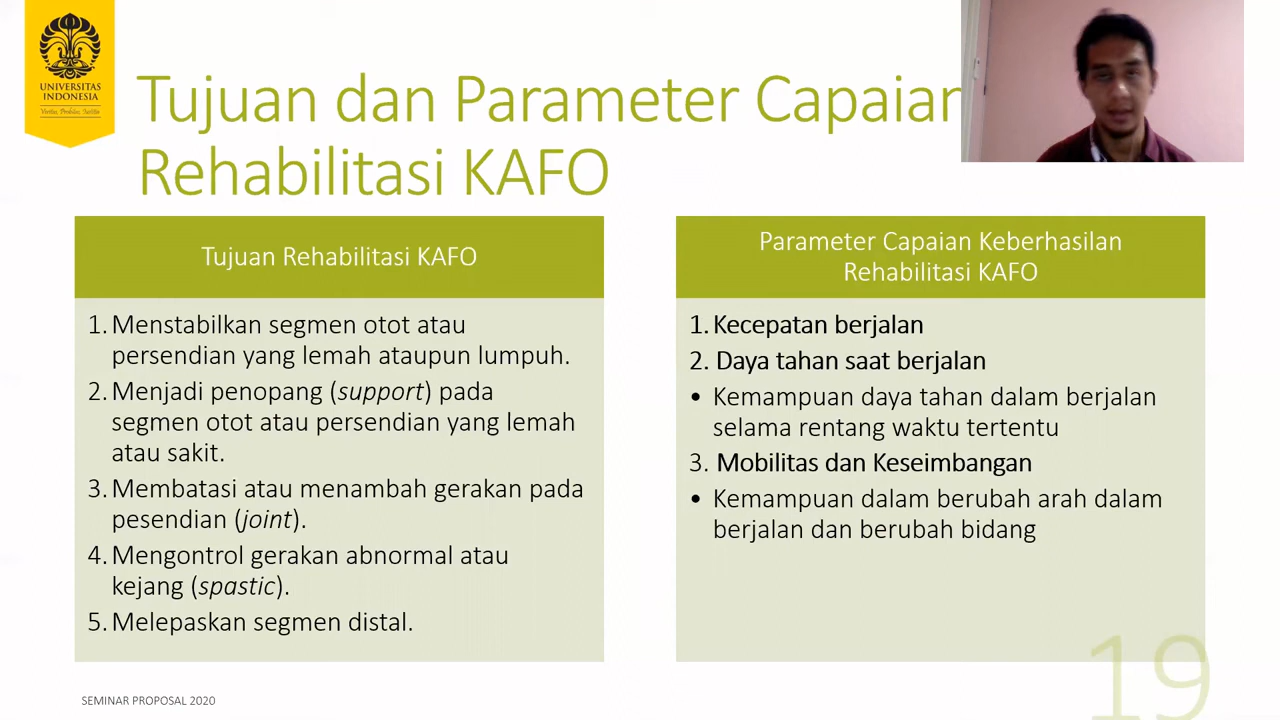 UNIVERSITAS
INDONESIA
Veritas, Probitas, Iustitia
Tujuan dan Parameter Capaian
Rehabilitasi KAFO
Tujuan Rehabilitasi KAFO
1. Menstabilkan segmen otot atau
persendian yang lemah ataupun lumpuh.
2. Menjadi penopang (support) pada
segmen otot atau persendian yang lemah
atau sakit.
3. Membatasi atau menambah gerakan pada
pesendian (joint).
4. Mengontrol gerakan abnormal atau
kejang (spastic).
5. Melepaskan segmen distal.
Parameter Capaian Keberhasilan
Rehabilitasi KAFO
1. Kecepatan berjalan
2. Daya tahan saat berjalan
• Kemampuan daya tahan dalam berjalan
selama rentang waktu tertentu
3. Mobilitas dan Keseimbangan
• Kemampuan dalam berubah arah dalam
berjalan dan berubah bidang
SEMINAR PROPOSAL 2020
19